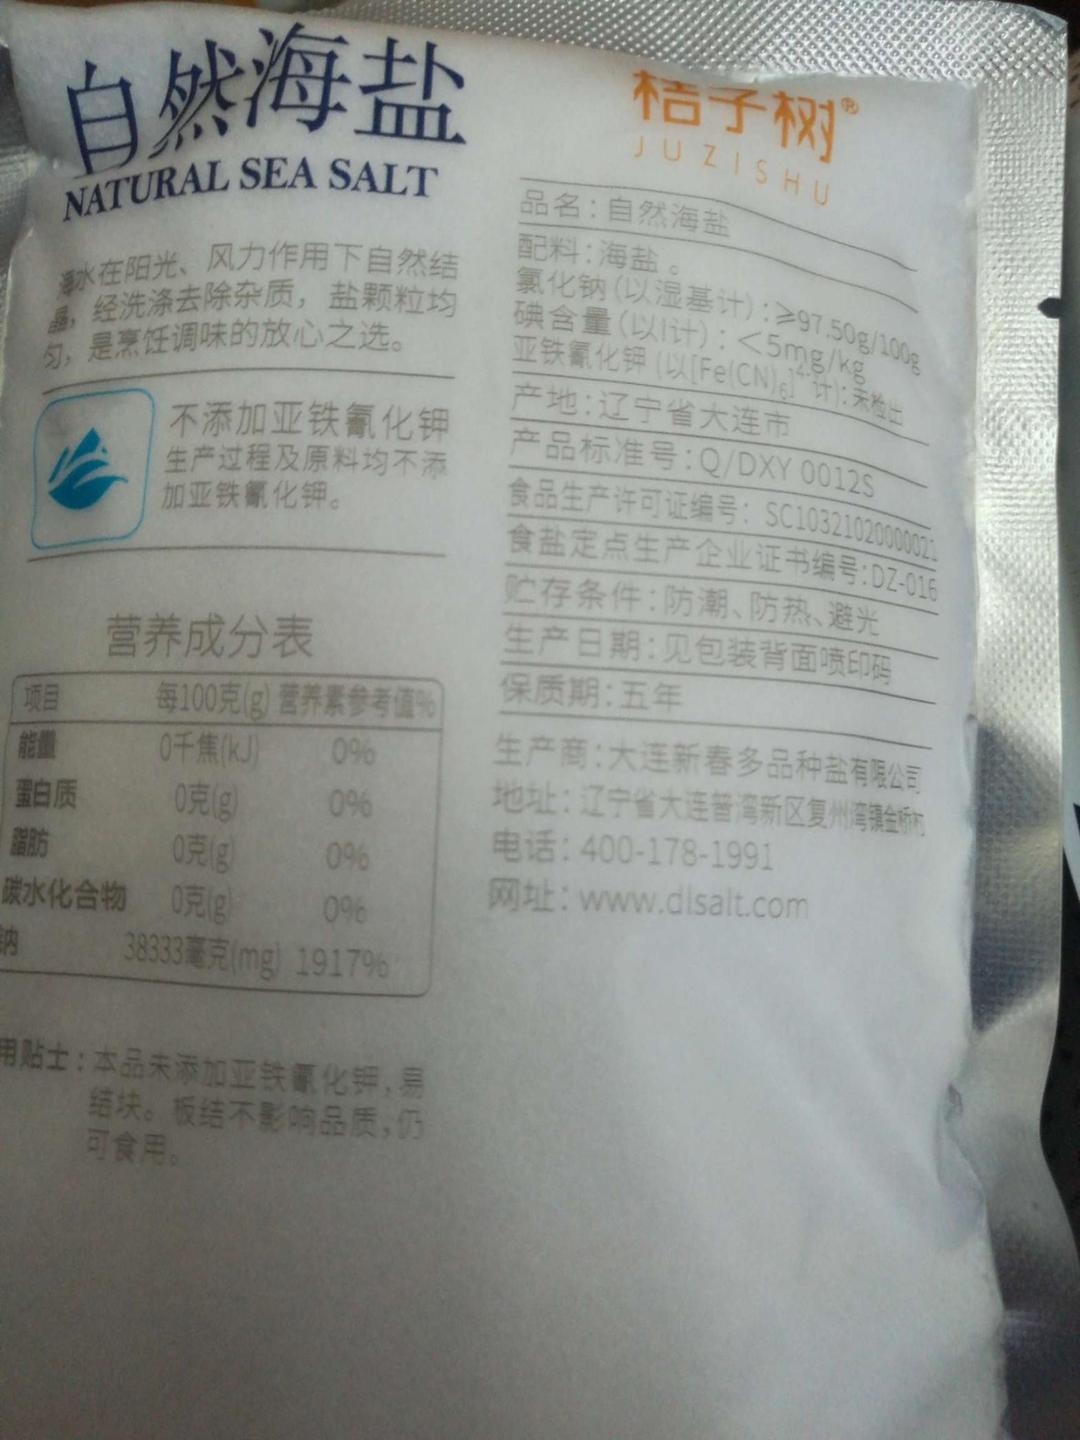 自然海盐
NATURAL SEA SALT
海水在阳光、风力作用下自然结
晶，经洗涤去除杂质，盐颗粒均
匀，是烹饪调味的放心之选。
不添加亚铁氰化钾
生产过程及原料均不添
加亚铁氰化钾。
营养成分表
项目 每100克(g) 营养素参考值%
能量 0千焦(kJ) 0%
蛋白质 0克(g) 0%
脂肪 0克(g) 0%
碳水化合物 0克(g) 0%
钠 38333毫克(mg) 1917%
用贴士：本品未添加亚铁氰化钾，易
结块。板结不影响品质，仍
可食用。
桔子树®
JUZISHU
品名：自然海盐
配料：海盐。
氯化钠（以湿基计）：≥97.50g/100g
碘含量（以I计）：＜5mg/kg
亚铁氰化钾（以[Fe(CN)₆]⁴⁻计）：未检出
产地：辽宁省大连市
产品标准号：Q/DXY 0012S
食品生产许可证编号：SC10321020000021
食盐定点生产企业证书编号：DZ-016
贮存条件：防潮、防热、避光
生产日期：见包装背面喷印码
保质期：五年
生产商：大连新春多品种盐有限公司
地址：辽宁省大连普湾新区复州湾镇金桥村
电话：400-178-1991
网址：www.dlsalt.com